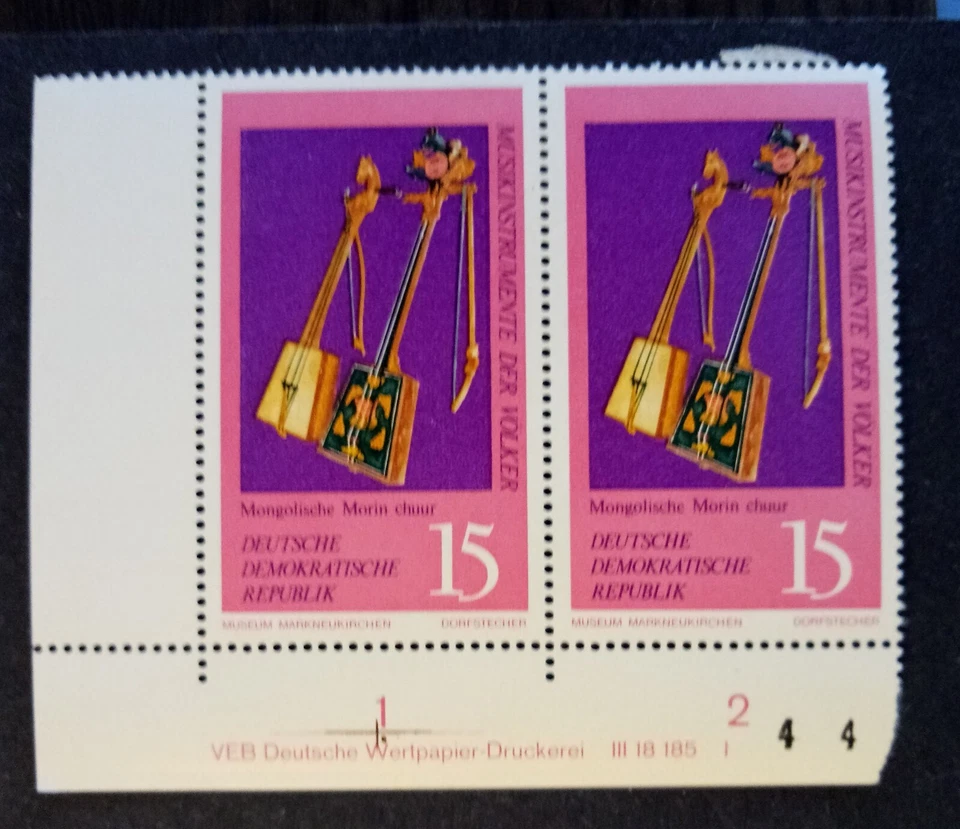 MUSIKINSTRUMENTE DER VÖLKER
Mongolische Morin chuur
DEUTSCHE
DEMOKRATISCHE
REPUBLIK
15
MUSEUM MARKNEUKIRCHEN DORFSTECHER
MUSIKINSTRUMENTE DER VÖLKER
Mongolische Morin chuur
DEUTSCHE
DEMOKRATISCHE
REPUBLIK
15
MUSEUM MARKNEUKIRCHEN DORFSTECHER
1 2
VEB Deutsche Wertpapier-Druckerei III 18 185 I 4 4